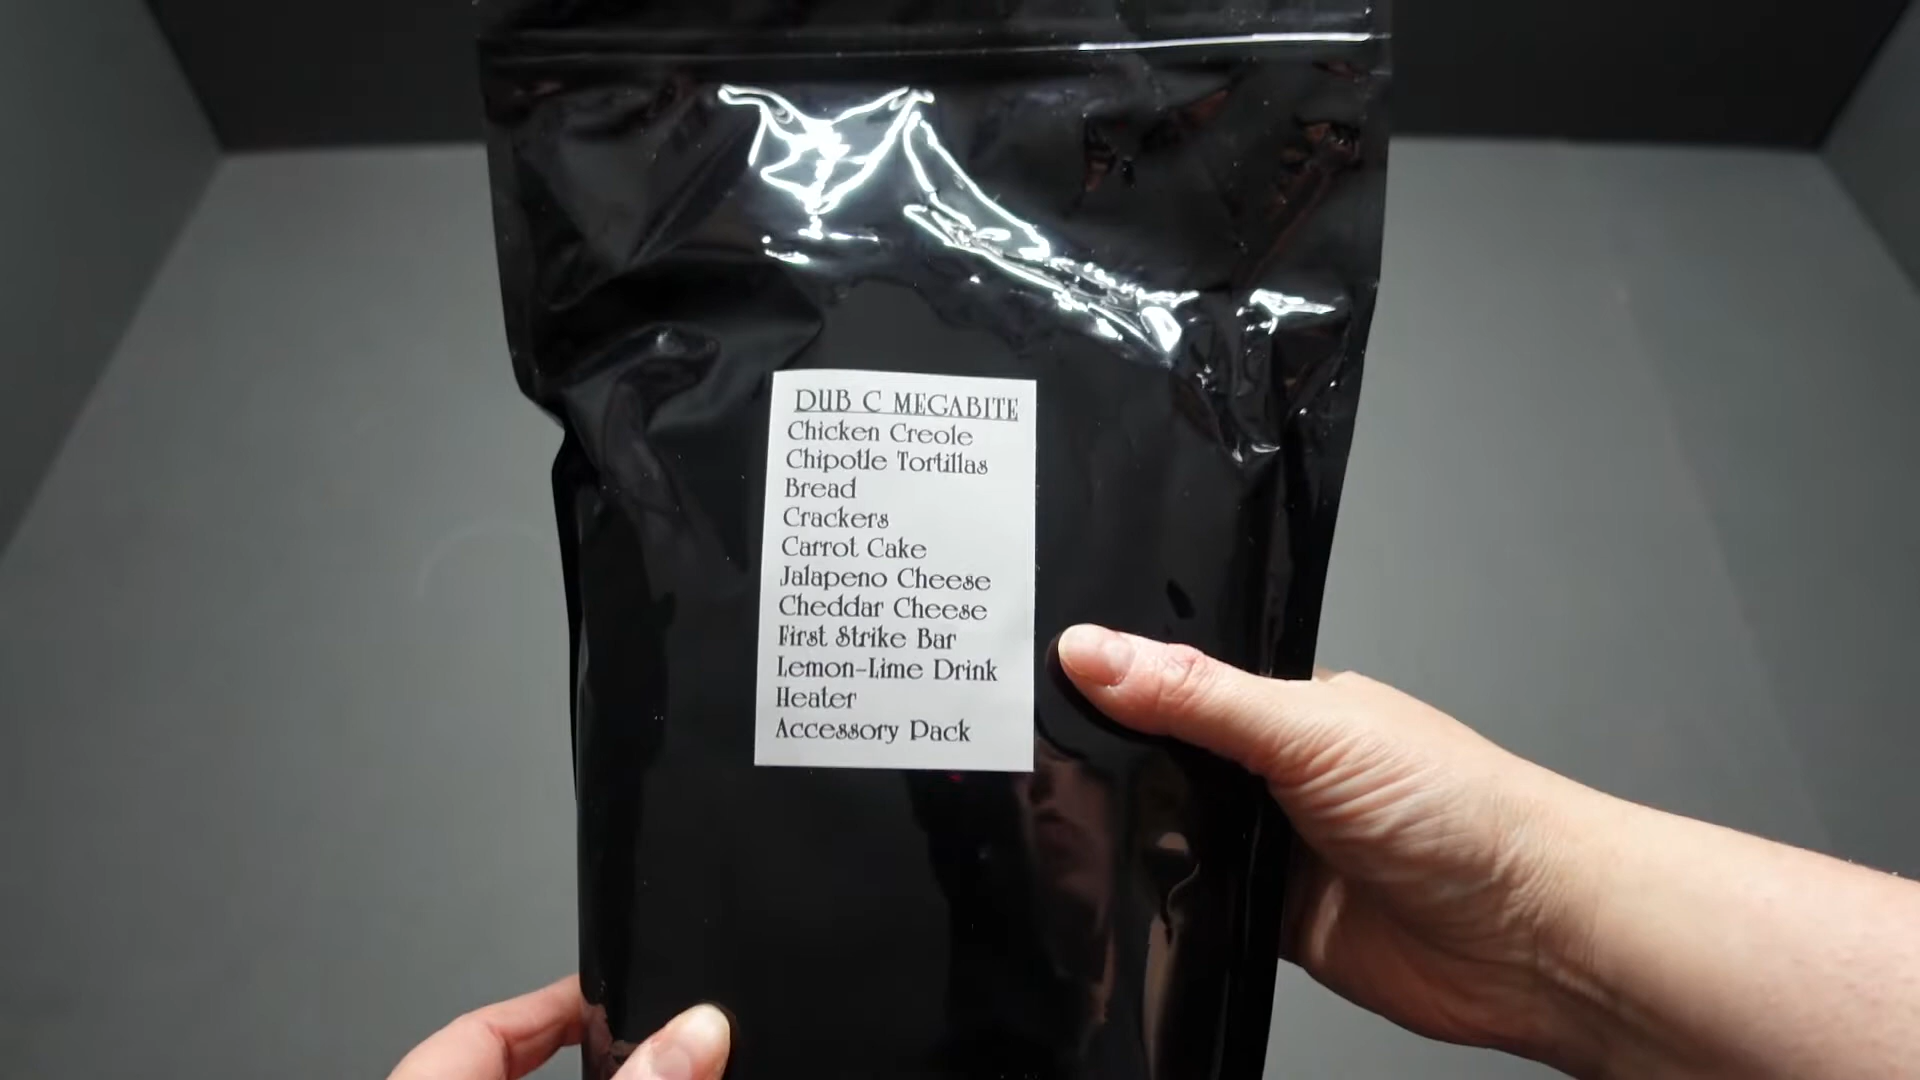 DUB C MEGABITE
Chicken Creole
Chipotle Tortillas
Bread
Crackers
Carrot Cake
Jalapeno Cheese
Cheddar Cheese
First Strike Bar
Lemon-Lime Drink
Heater
Accessory Pack